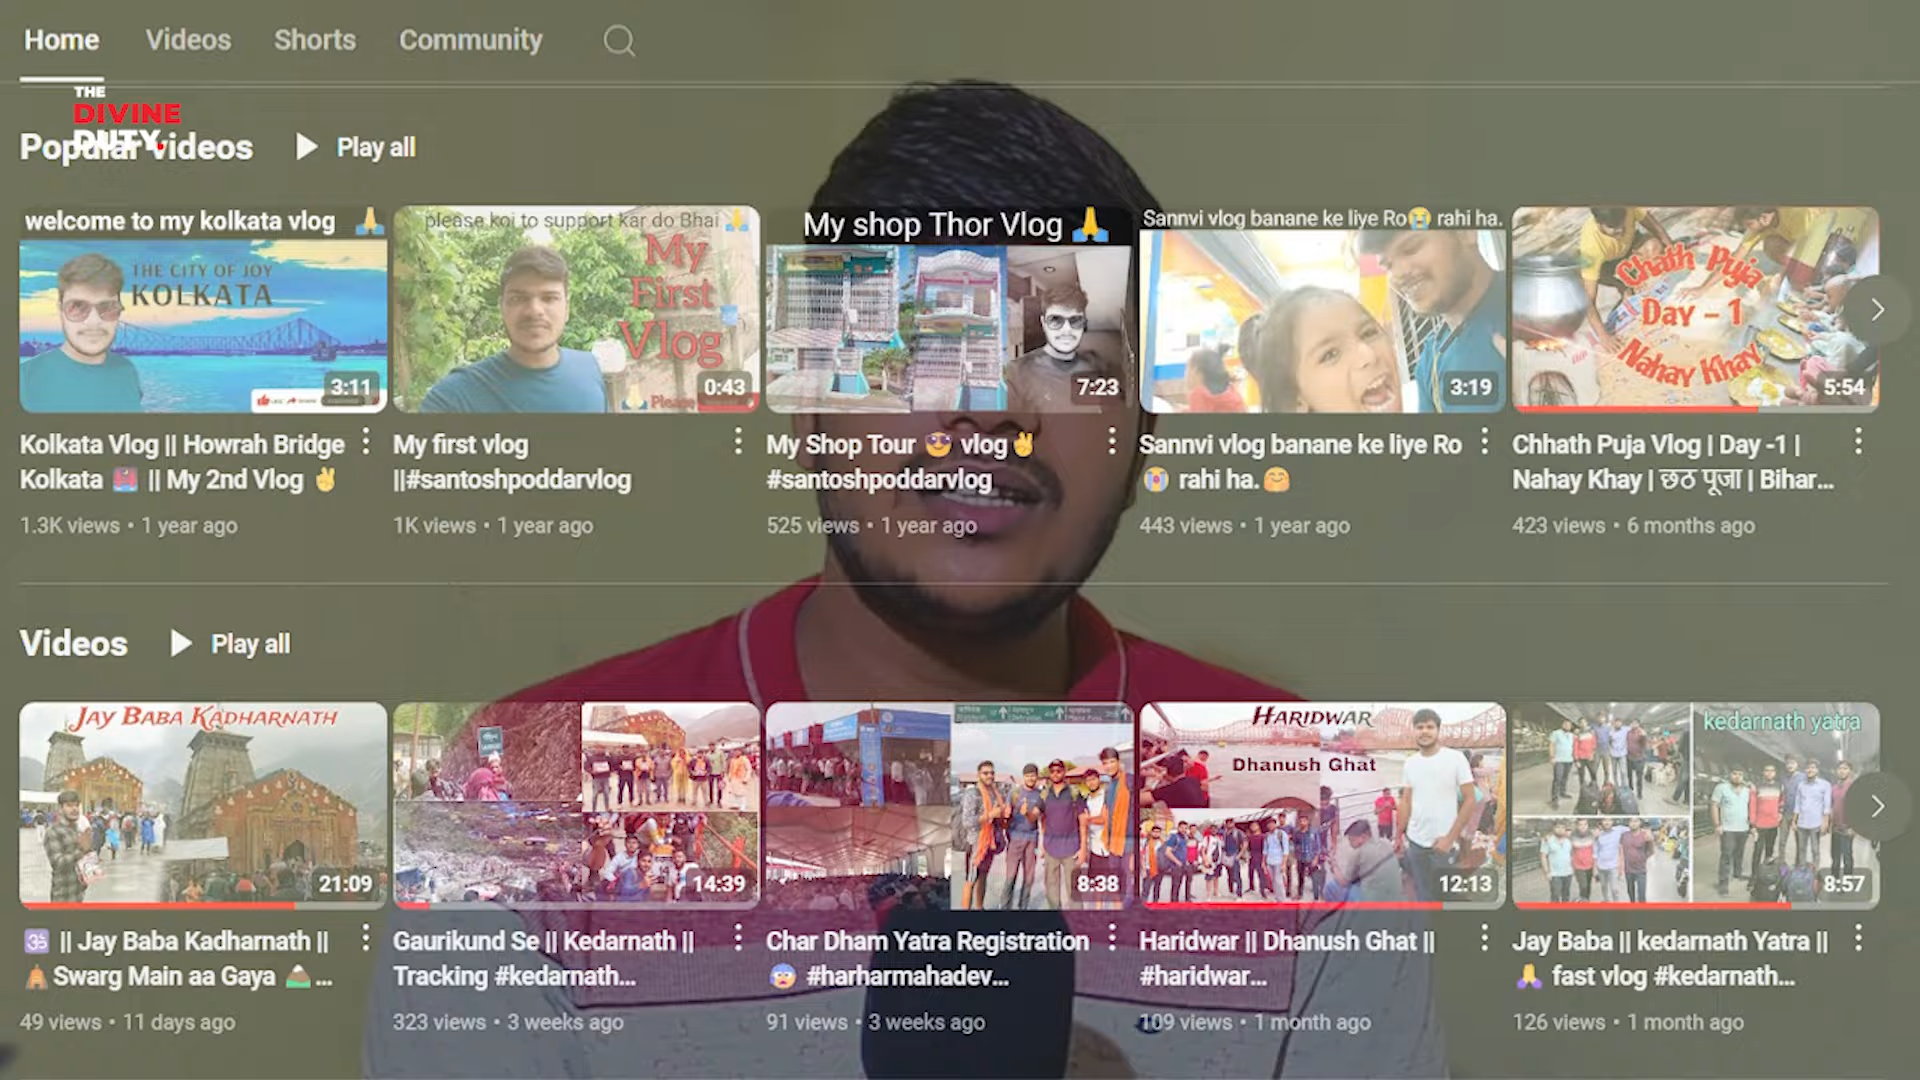 Home Videos Shorts Community
THE
DIVINE
DUTY.
Popular videos Play all
welcome to my kolkata vlog 🙏
THE CITY OF JOY
KOLKATA
3:11
please koi to support kar do Bhai 🙏
My
First
Vlog
0:43
My shop Thor Vlog 🙏
7:23
Sannvi vlog banane ke liye Ro😭 rahi ha.
3:19
Chath Puja
Day - 1
Nahay Khay
5:54
Kolkata Vlog || Howrah Bridge
Kolkata 🌉 || My 2nd Vlog ✌
1.3K views • 1 year ago
My first vlog
||#santoshpoddarvlog
1K views • 1 year ago
My Shop Tour 😎 vlog✌
#santoshpoddarvlog
525 views • 1 year ago
Sannvi vlog banane ke liye Ro
😭 rahi ha.🤗
443 views • 1 year ago
Chhath Puja Vlog | Day -1 |
Nahay Khay | छठ पूजा | Bihar...
423 views • 6 months ago
Videos Play all
JAY BABA KADHARNATH
21:09
14:39
8:38
HARIDWAR
Dhanush Ghat
12:13
kedarnath yatra
8:57
🕉 || Jay Baba Kadharnath ||
🛕 Swarg Main aa Gaya 🏔 ...
49 views • 11 days ago
Gaurikund Se || Kedarnath ||
Tracking #kedarnath...
323 views • 3 weeks ago
Char Dham Yatra Registration
😨 #harharmahadev...
91 views • 3 weeks ago
Haridwar || Dhanush Ghat ||
#haridwar...
109 views • 1 month ago
Jay Baba || kedarnath Yatra ||
🙏 fast vlog #kedarnath...
126 views • 1 month ago